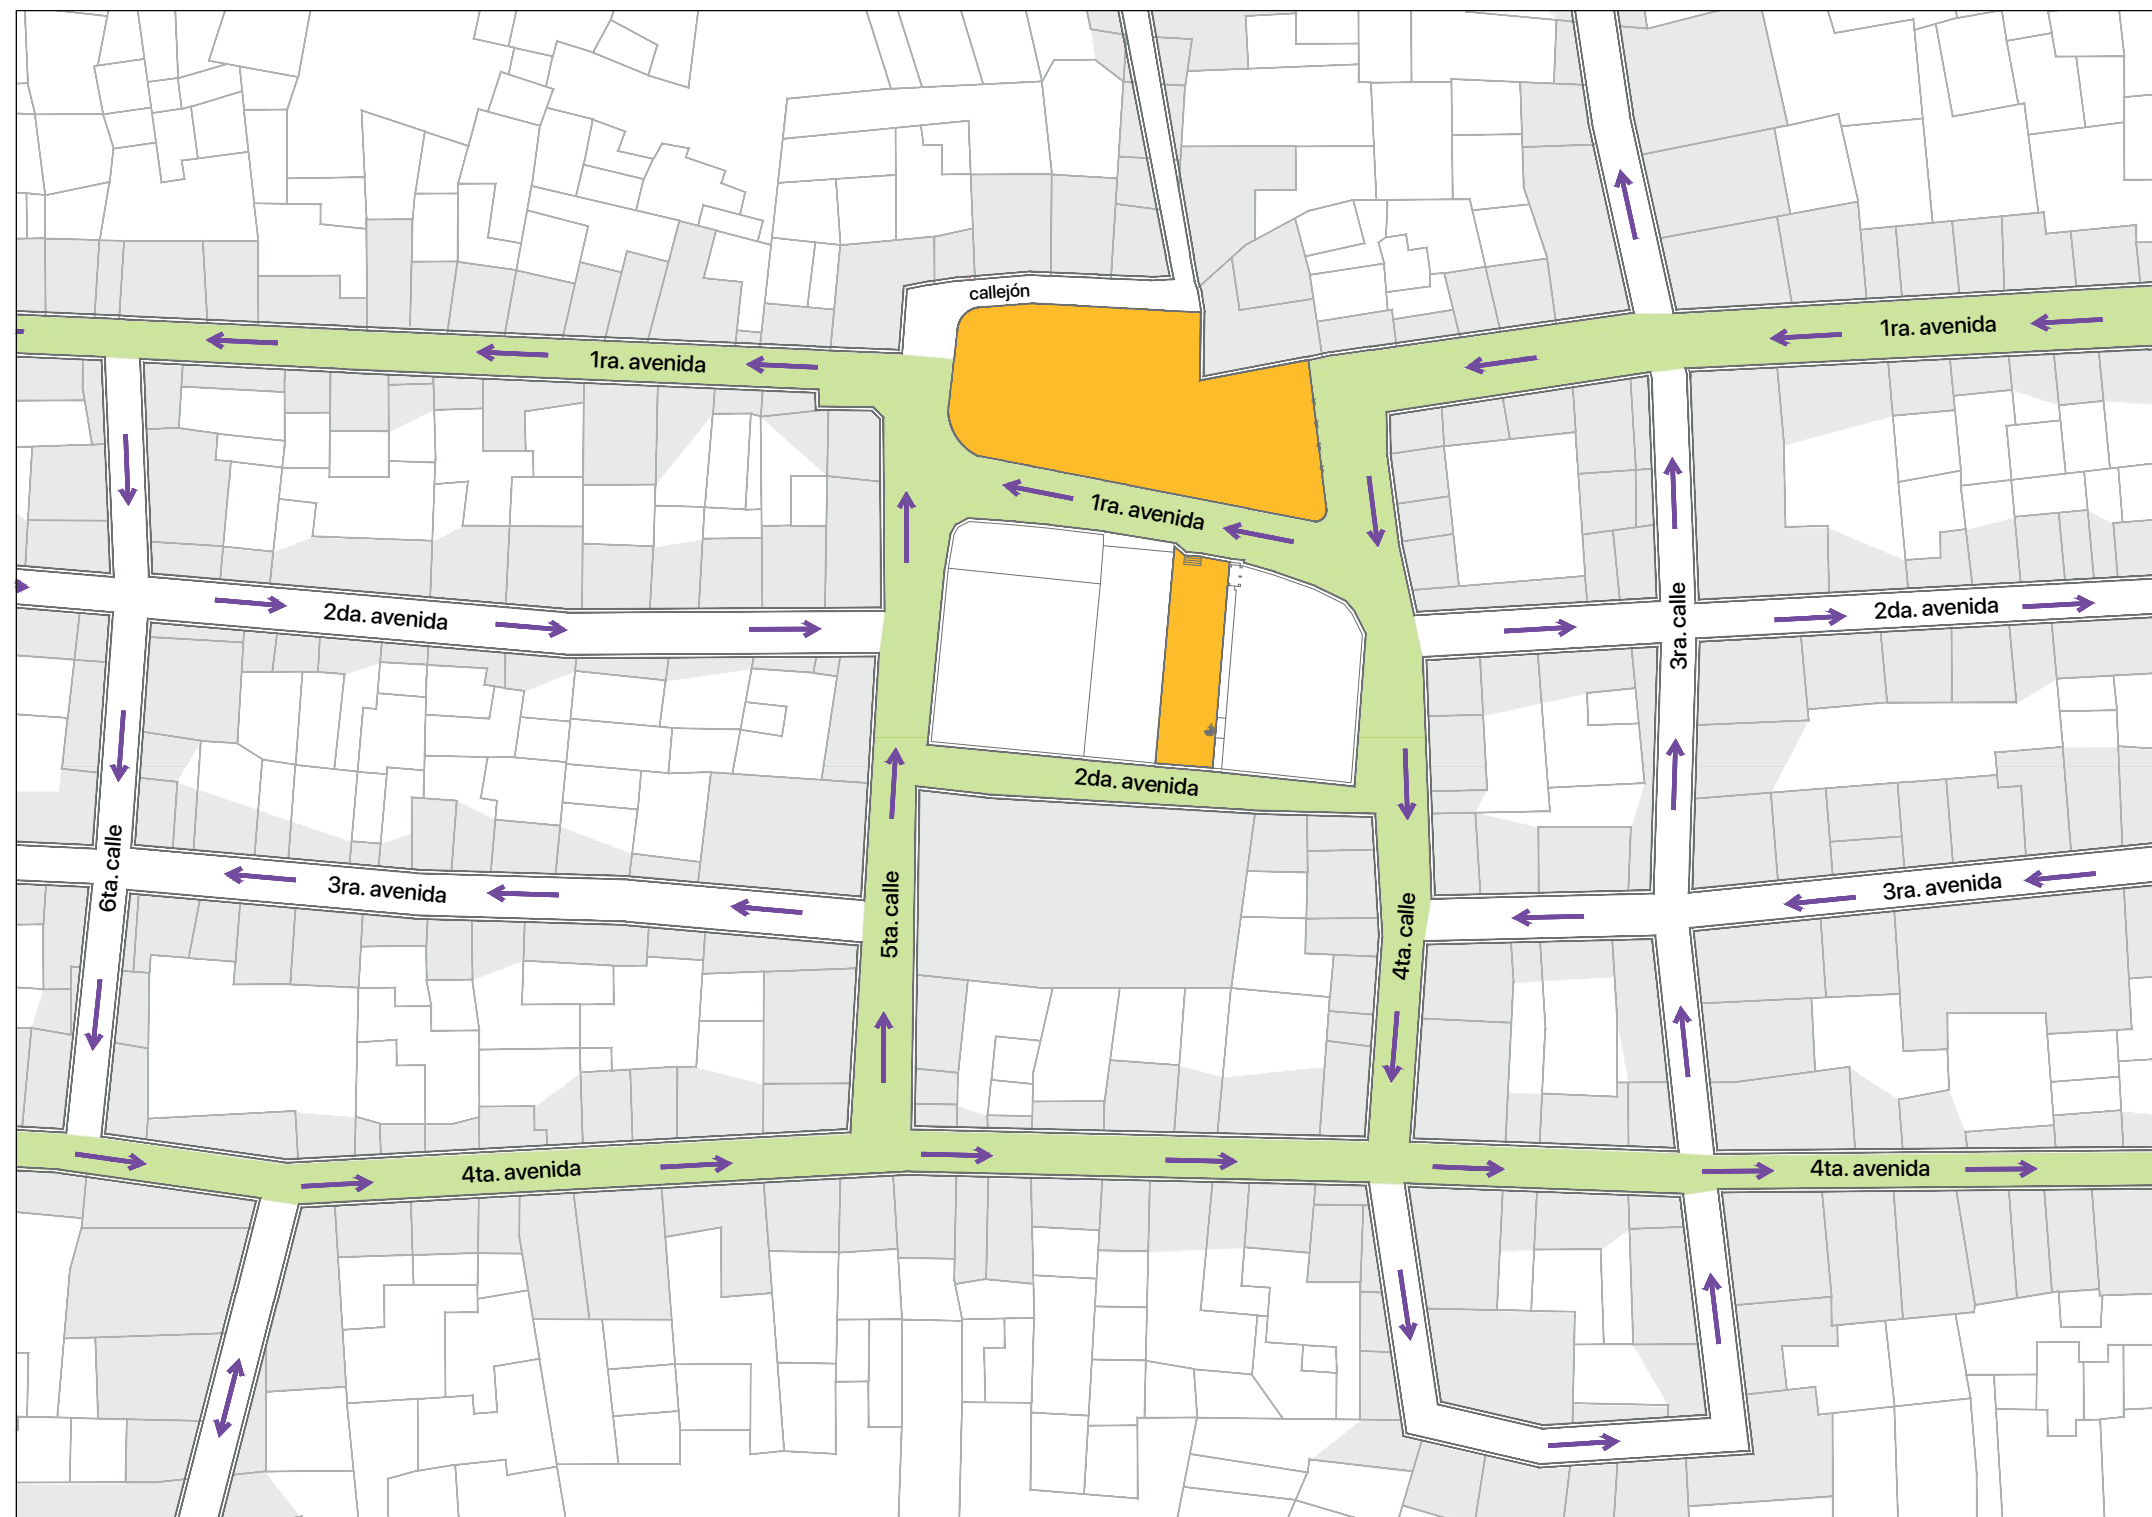 callejón
1ra. avenida
1ra. avenida
1ra. avenida
2da. avenida
2da. avenida
3ra. calle
2da. avenida
6ta. calle
3ra. avenida
5ta. calle
4ta. calle
3ra. avenida
4ta. avenida
4ta. avenida